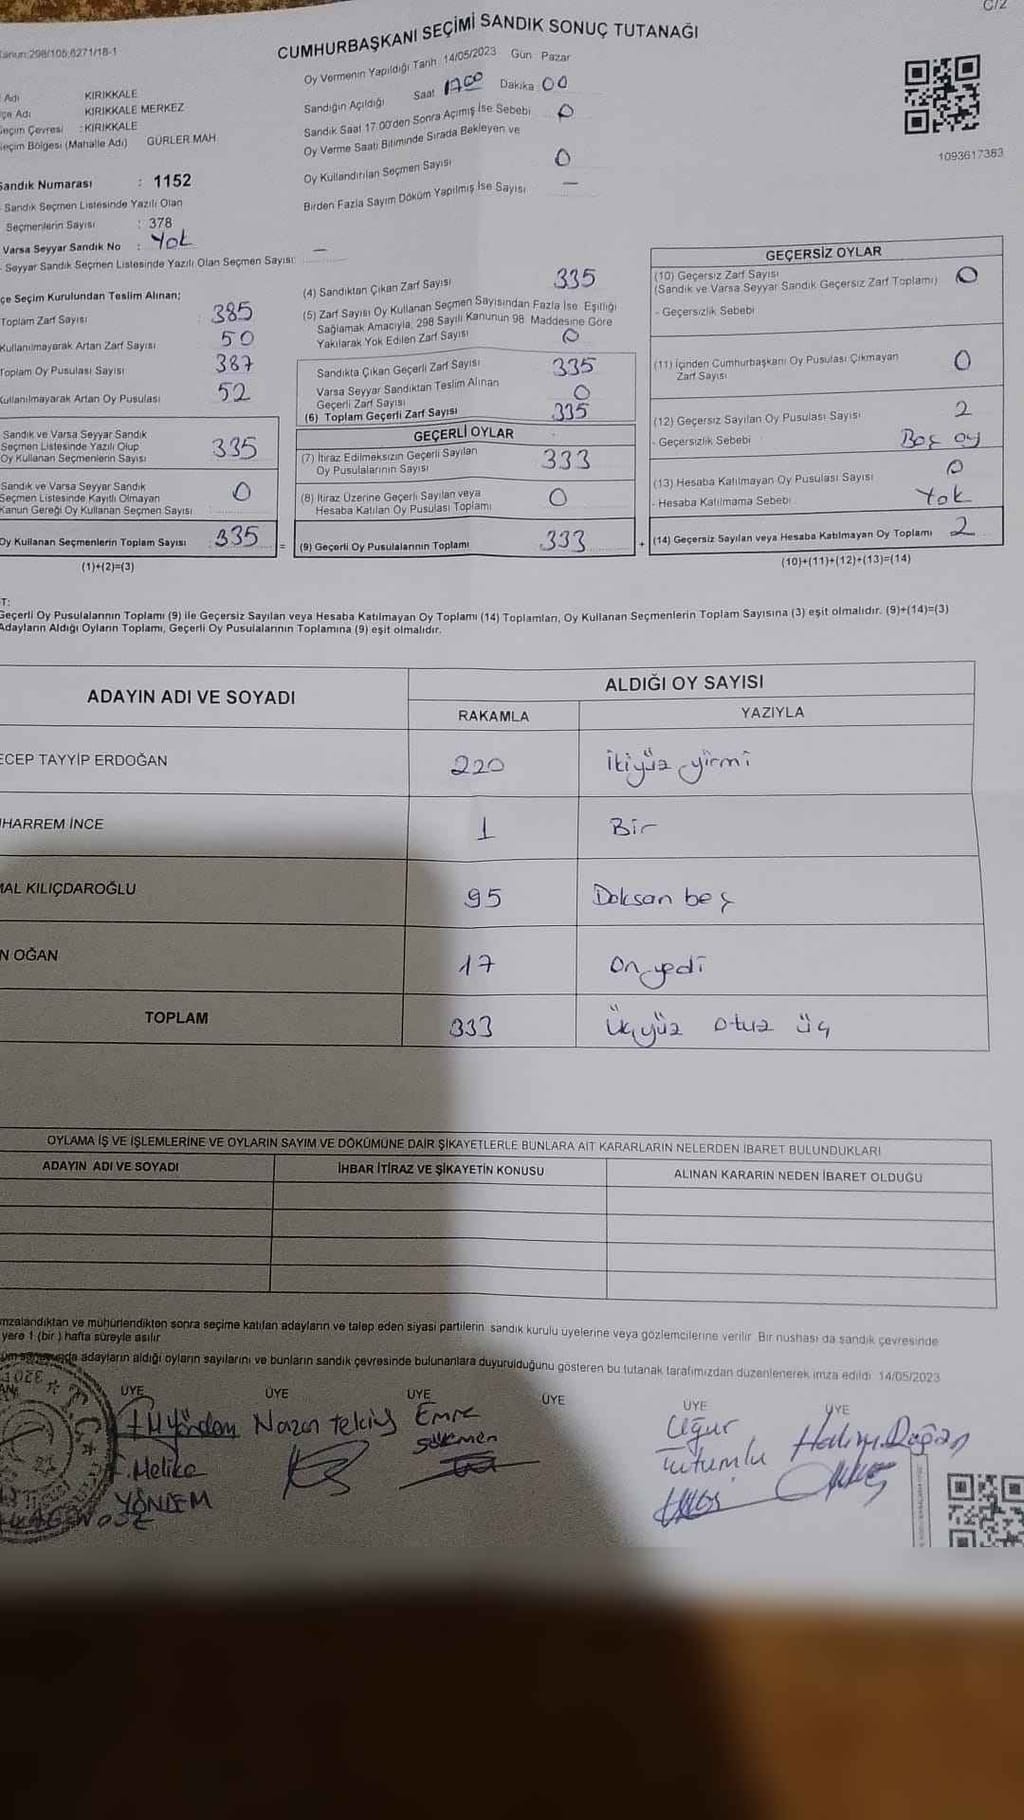 C/2
CUMHURBAŞKANI SEÇİMİ SANDIK SONUÇ TUTANAĞI
Kanun:298/105,6271/18-1
Oy Vermenin Yapıldığı Tarih 14/05/2023 Gün Pazar
Adı KIRIKKALE
çe Adı KIRIKKALE MERKEZ
Seçim Çevresi : KIRIKKALE
Seçim Bölgesi (Mahalle Adı) GÜRLER MAH.
Sandığın Açıldığı Saat 17.00 Dakika 00
Sandık Saat 17:00'den Sonra Açımış İse Sebebi 0
Oy Verme Saati Bitiminde Sırada Bekleyen ve
Oy Kullandırılan Seçmen Sayısı 0
Birden Fazla Sayım Döküm Yapılmış İse Sayısı —
1093617383
Sandık Numarası : 1152
Sandık Seçmen Listesinde Yazılı Olan
Seçmenlerin Sayısı : 378
Varsa Seyyar Sandık No : Yok
- Seyyar Sandık Seçmen Listesinde Yazılı Olan Seçmen Sayısı: —
çe Seçim Kurulundan Teslim Alınan;
Toplam Zarf Sayısı : 385
Kullanılmayarak Artan Zarf Sayısı 50
Toplam Oy Pusulası Sayısı 387
Kullanılmayarak Artan Oy Pusulası 52
Sandık ve Varsa Seyyar Sandık
Seçmen Listesinde Yazılı Olup
Oy Kullanan Seçmenlerin Sayısı 335
Sandık ve Varsa Seyyar Sandık
Seçmen Listesinde Kayıtlı Olmayan
Kanun Gereği Oy Kullanan Seçmen Sayısı 0
Oy Kullanan Seçmenlerin Toplam Sayısı 335
(1)+(2)=(3)
(4) Sandıktan Çıkan Zarf Sayısı 335
(5) Zarf Sayısı Oy Kullanan Seçmen Sayısından Fazla İse Eşitliği
Sağlamak Amacıyla, 298 Sayılı Kanunun 98. Maddesine Göre
Yakılarak Yok Edilen Zarf Sayısı 0
Sandıkta Çıkan Geçerli Zarf Sayısı 335
Varsa Seyyar Sandıktan Teslim Alınan
Geçerli Zarf Sayısı 0
(6) Toplam Geçerli Zarf Sayısı 335
GEÇERLİ OYLAR
(7) İtiraz Edilmeksizin Geçerli Sayılan
Oy Pusulalarının Sayısı 333
(8) İtiraz Üzerine Geçerli Sayılan veya
Hesaba Katılan Oy Pusulası Toplamı 0
= (9) Geçerli Oy Pusulalarının Toplamı 333
GEÇERSİZ OYLAR
(10) Geçersiz Zarf Sayısı
(Sandık ve Varsa Seyyar Sandık Geçersiz Zarf Toplamı) 0
- Geçersizlik Sebebi
(11) İçinden Cumhurbaşkanı Oy Pusulası Çıkmayan
Zarf Sayısı 0
(12) Geçersiz Sayılan Oy Pusulası Sayısı 2
- Geçersizlik Sebebi Boş oy
(13) Hesaba Katılmayan Oy Pusulası Sayısı 0
- Hesaba Katılmama Sebebi Yok
+ (14) Geçersiz Sayılan veya Hesaba Katılmayan Oy Toplamı 2
(10)+(11)+(12)+(13)=(14)
T:
Geçerli Oy Pusulalarının Toplamı (9) ile Geçersiz Sayılan veya Hesaba Katılmayan Oy Toplamı (14) Toplamları, Oy Kullanan Seçmenlerin Toplam Sayısına (3) eşit olmalıdır. (9)+(14)=(3)
Adayların Aldığı Oyların Toplamı, Geçerli Oy Pusulalarının Toplamına (9) eşit olmalıdır.
ADAYIN ADI VE SOYADI ALDIĞI OY SAYISI
RAKAMLA YAZIYLA
ECEP TAYYİP ERDOĞAN 220 İkiyüz yirmi
UHARREM İNCE 1 Bir
MAL KILIÇDAROĞLU 95 Doksan beş
N OĞAN 17 On yedi
TOPLAM 333 Üçyüz otuz üç
OYLAMA İŞ VE İŞLEMLERİNE VE OYLARIN SAYIM VE DÖKÜMÜNE DAİR ŞİKAYETLERLE BUNLARA AİT KARARLARIN NELERDEN İBARET BULUNDUKLARI
ADAYIN ADI VE SOYADI İHBAR İTİRAZ VE ŞİKAYETİN KONUSU ALINAN KARARIN NEDEN İBARET OLDUĞU
mzalandıktan ve mühürlendikten sonra seçime katılan adayların ve talep eden siyasi partilerin sandık kurulu üyelerine veya gözlemcilerine verilir. Bir nushası da sandık çevresinde
yere 1 (bir ) hafta süreyle asılır.
adayların aldığı oyların sayılarını ve bunların sandık çevresinde bulunanlara duyurulduğunu gösteren bu tutanak tarafımızdan düzenlenerek imza edildi. 14/05/2023
ÜYE ÜYE ÜYE ÜYE ÜYE ÜYE
Nazan Emre Uğur Halim Doğan
Sökmen Tutumlu
Melike
YÖNDEM